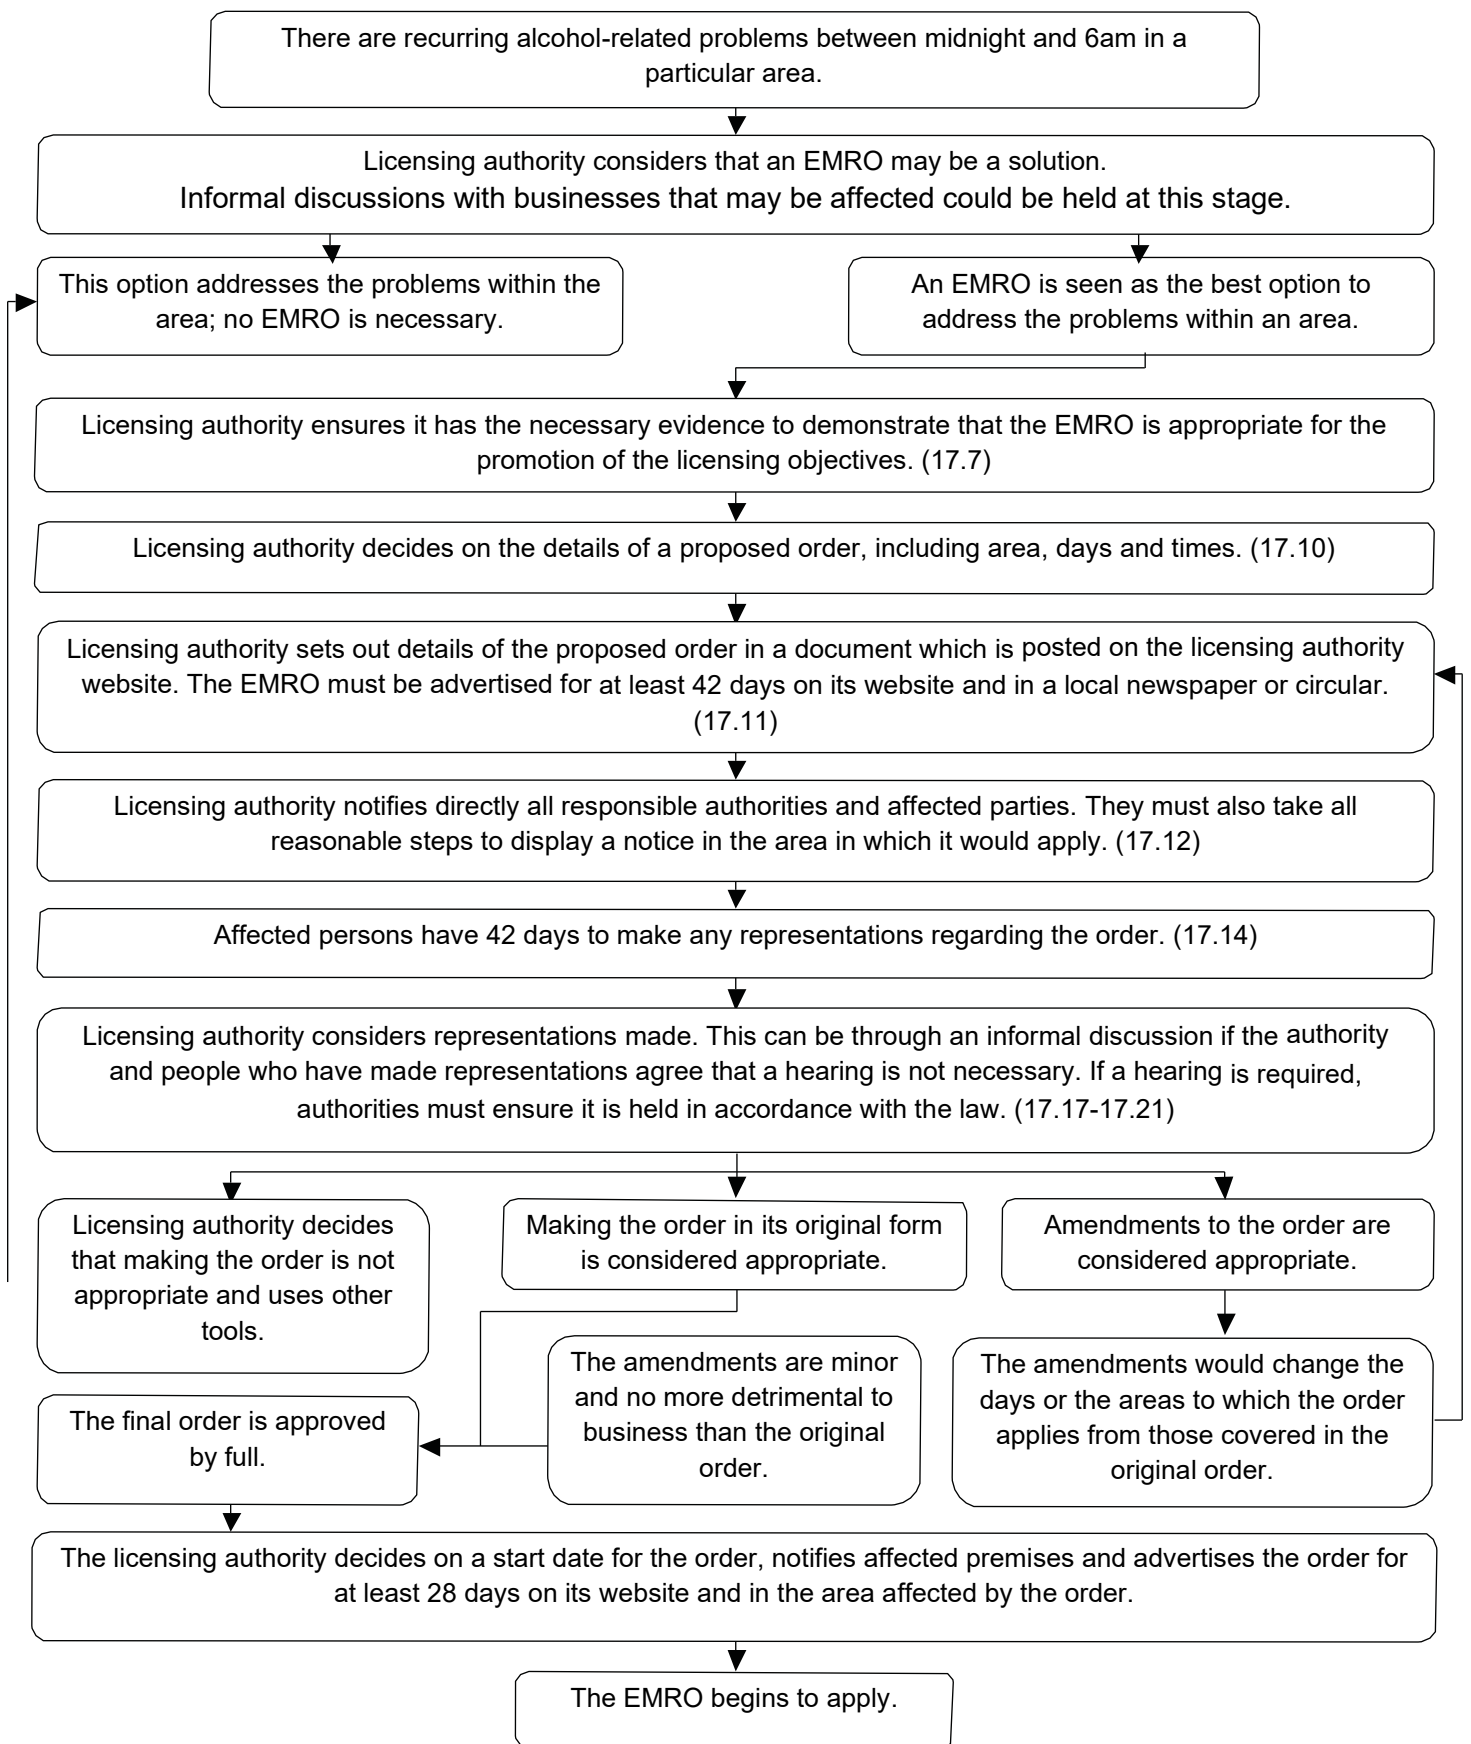 There are recurring alcohol-related problems between midnight and 6am in a
particular area.
Licensing authority considers that an EMRO may be a solution.
Informal discussions with businesses that may be affected could be held at this stage.
This option addresses the problems within the
area; no EMRO is necessary.
An EMRO is seen as the best option to
address the problems within an area.
Licensing authority ensures it has the necessary evidence to demonstrate that the EMRO is appropriate for the
promotion of the licensing objectives. (17.7)
Licensing authority decides on the details of a proposed order, including area, days and times. (17.10)
Licensing authority sets out details of the proposed order in a document which is posted on the licensing authority
website. The EMRO must be advertised for at least 42 days on its website and in a local newspaper or circular.
(17.11)
Licensing authority notifies directly all responsible authorities and affected parties. They must also take all
reasonable steps to display a notice in the area in which it would apply. (17.12)
Affected persons have 42 days to make any representations regarding the order. (17.14)
Licensing authority considers representations made. This can be through an informal discussion if the authority
and people who have made representations agree that a hearing is not necessary. If a hearing is required,
authorities must ensure it is held in accordance with the law. (17.17-17.21)
Licensing authority decides
that making the order is not
appropriate and uses other
tools.
Making the order in its original form
is considered appropriate.
Amendments to the order are
considered appropriate.
The amendments are minor
and no more detrimental to
business than the original
order.
The amendments would change the
days or the areas to which the order
applies from those covered in the
original order.
The final order is approved
by full.
The licensing authority decides on a start date for the order, notifies affected premises and advertises the order for
at least 28 days on its website and in the area affected by the order.
The EMRO begins to apply.